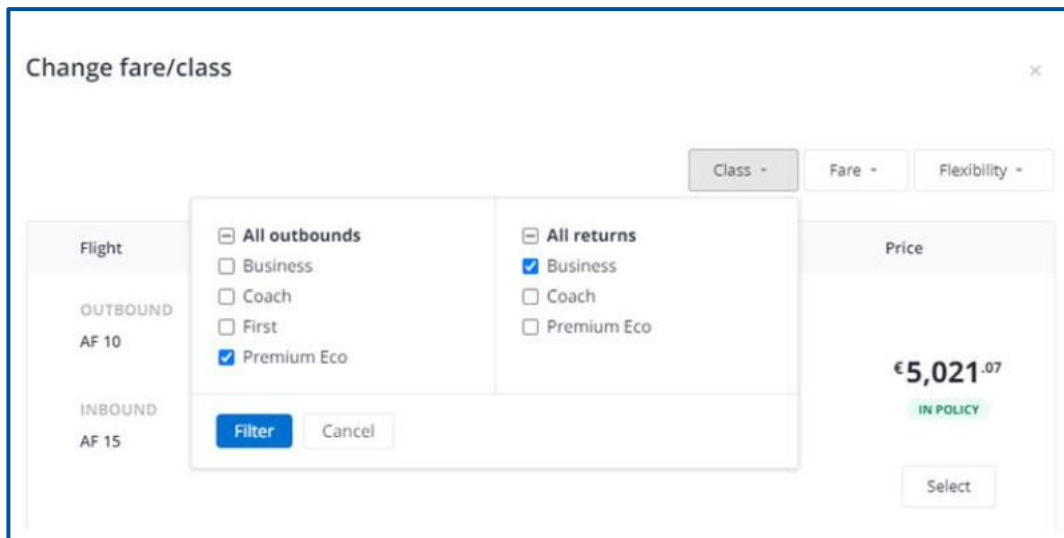 Change fare/class
×
Class
Fare
Flexibility
Flight
Price
All outbounds
Business
Coach
First
Premium Eco
All returns
Business
Coach
Premium Eco
Filter
Cancel
OUTBOUND
AF 10
INBOUND
AF 15
€5,021.07
IN POLICY
Select